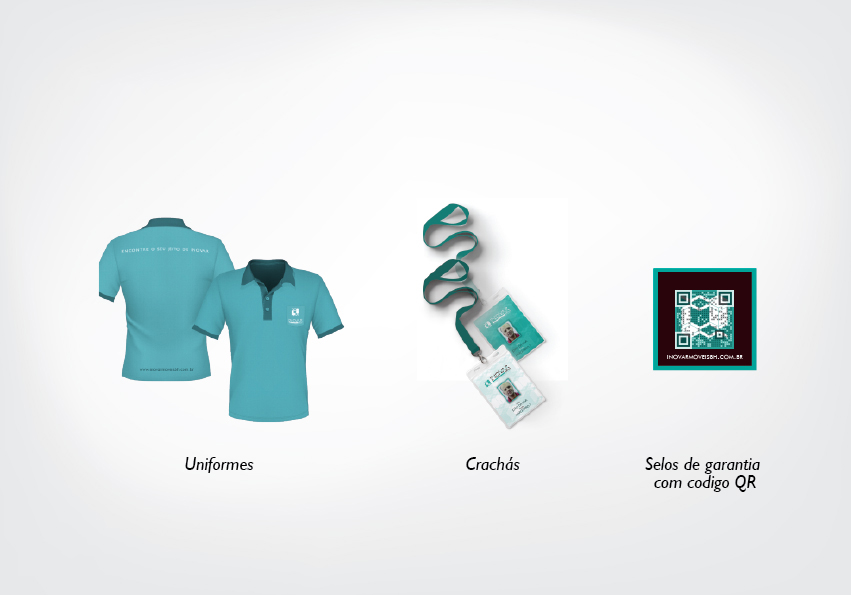 INOVARMOVEISBH.COM.BR
Uniformes
Crachás
Selos de garantia
com codigo QR